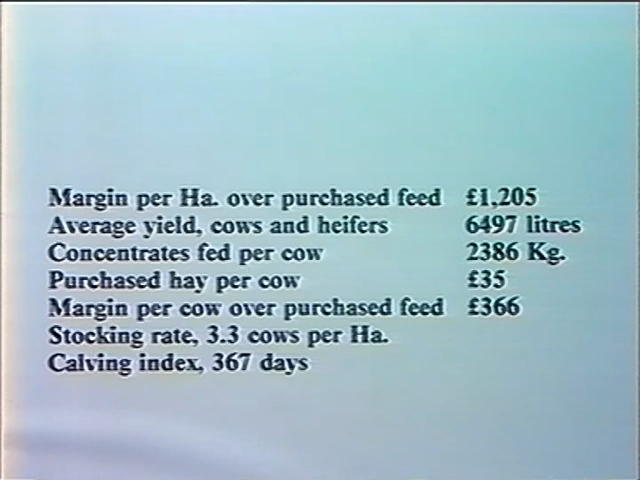 Margin per Ha. over purchased feed £1,205
Average yield, cows and heifers 6497 litres
Concentrates fed per cow 2386 Kg.
Purchased hay per cow £35
Margin per cow over purchased feed £366
Stocking rate, 3.3 cows per Ha.
Calving index, 367 days